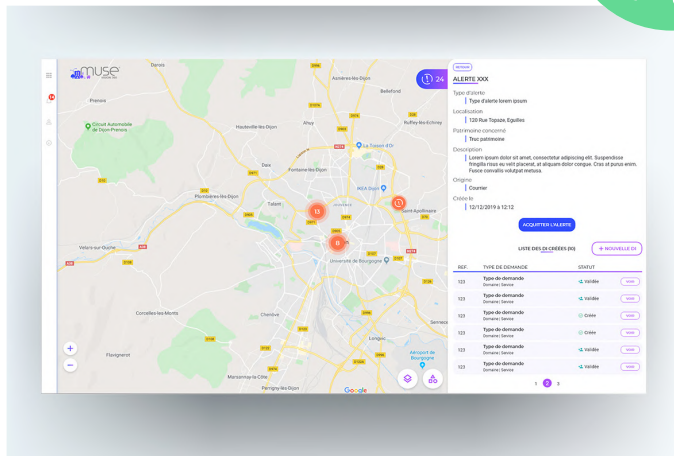 muse
14
24
Darois
Prenois
Circuit Automobile
de Dijon-Prenois
Asnières-lès-Dijon
Bellefond
Ahuy
Ruffey-lès-Echirey
Hauteville-lès-Dijon
La Toison d'Or
Daix
Fontaine-lès-Dijon
IKEA Dijon
Plombières-lès-Dijon
Talant
13
Saint-Apollinaire
8
Velars-sur-Ouche
Université de Bourgogne
Corcelles-les-Monts
Chenôve
Longvic
Flavignerot
Aéroport de
Bourgogne
Marsannay-la-Côte
Perrigny-lès-Dijon
Google
+
−
RETOUR
ALERTE XXX
Type d'alerte
Type d'alerte lorem ipsum
Localisation
120 Rue Topaze, Eguilles
Patrimoine concerné
Truc patrimoine
Description
Lorem ipsum dolor sit amet, consectetur adipiscing elit. Suspendisse
fringilla risus eu velit placerat, at aliquam dolor congue. Cras at purus enim.
Fusce convallis volutpat metusa.
Origine
Courrier
Créée le
12/12/2019 à 12:12
ACQUITTER L'ALERTE
LISTE DES DI CRÉÉES (10)
+ NOUVELLE DI
REF. TYPE DE DEMANDE STATUT
123 Type de demande Validée VOIR
Domaine | Service
123 Type de demande Validée VOIR
Domaine | Service
123 Type de demande Créée VOIR
Domaine | Service
123 Type de demande Créée VOIR
Domaine | Service
123 Type de demande Validée VOIR
Domaine | Service
123 Type de demande Validée VOIR
Domaine | Service
1 2 3